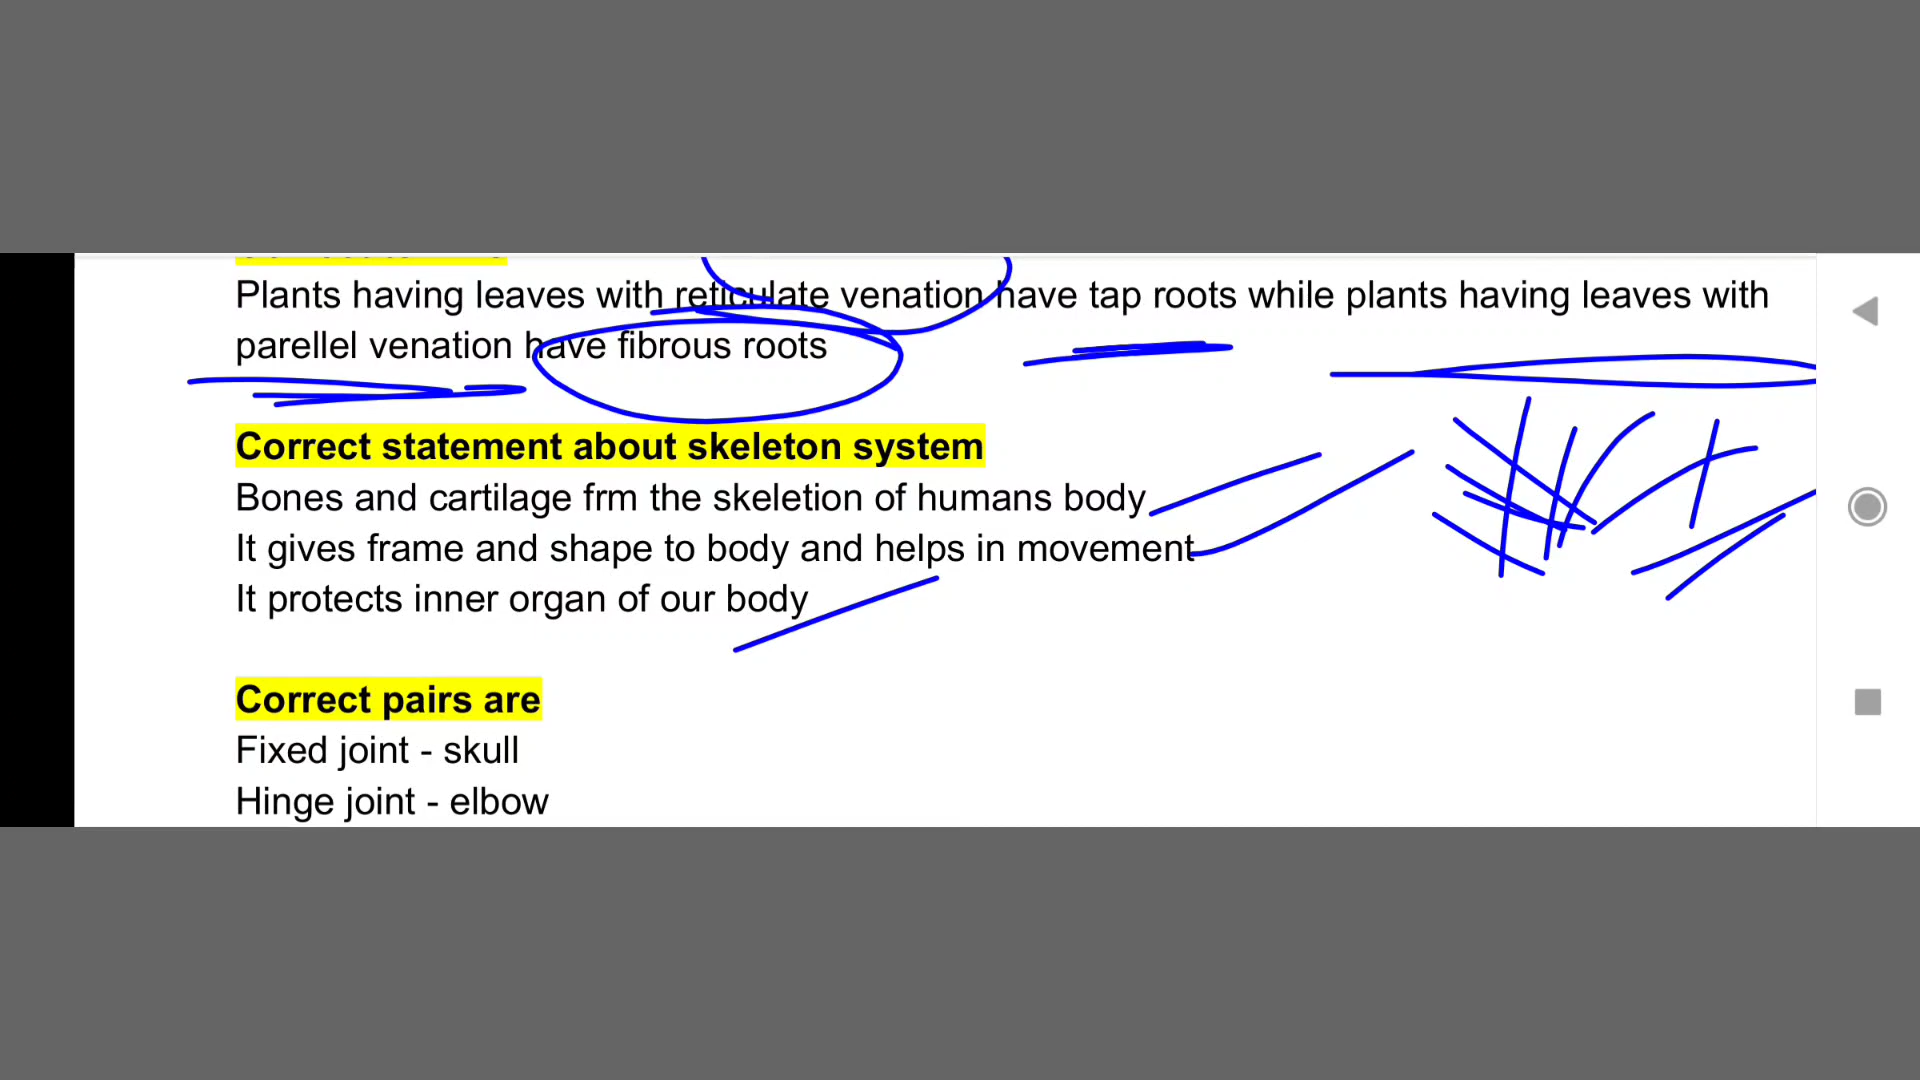 Plants having leaves with reticulate venation have tap roots while plants having leaves with
parellel venation have fibrous roots
Correct statement about skeleton system
Bones and cartilage frm the skeletion of humans body
It gives frame and shape to body and helps in movement
It protects inner organ of our body
Correct pairs are
Fixed joint - skull
Hinge joint - elbow